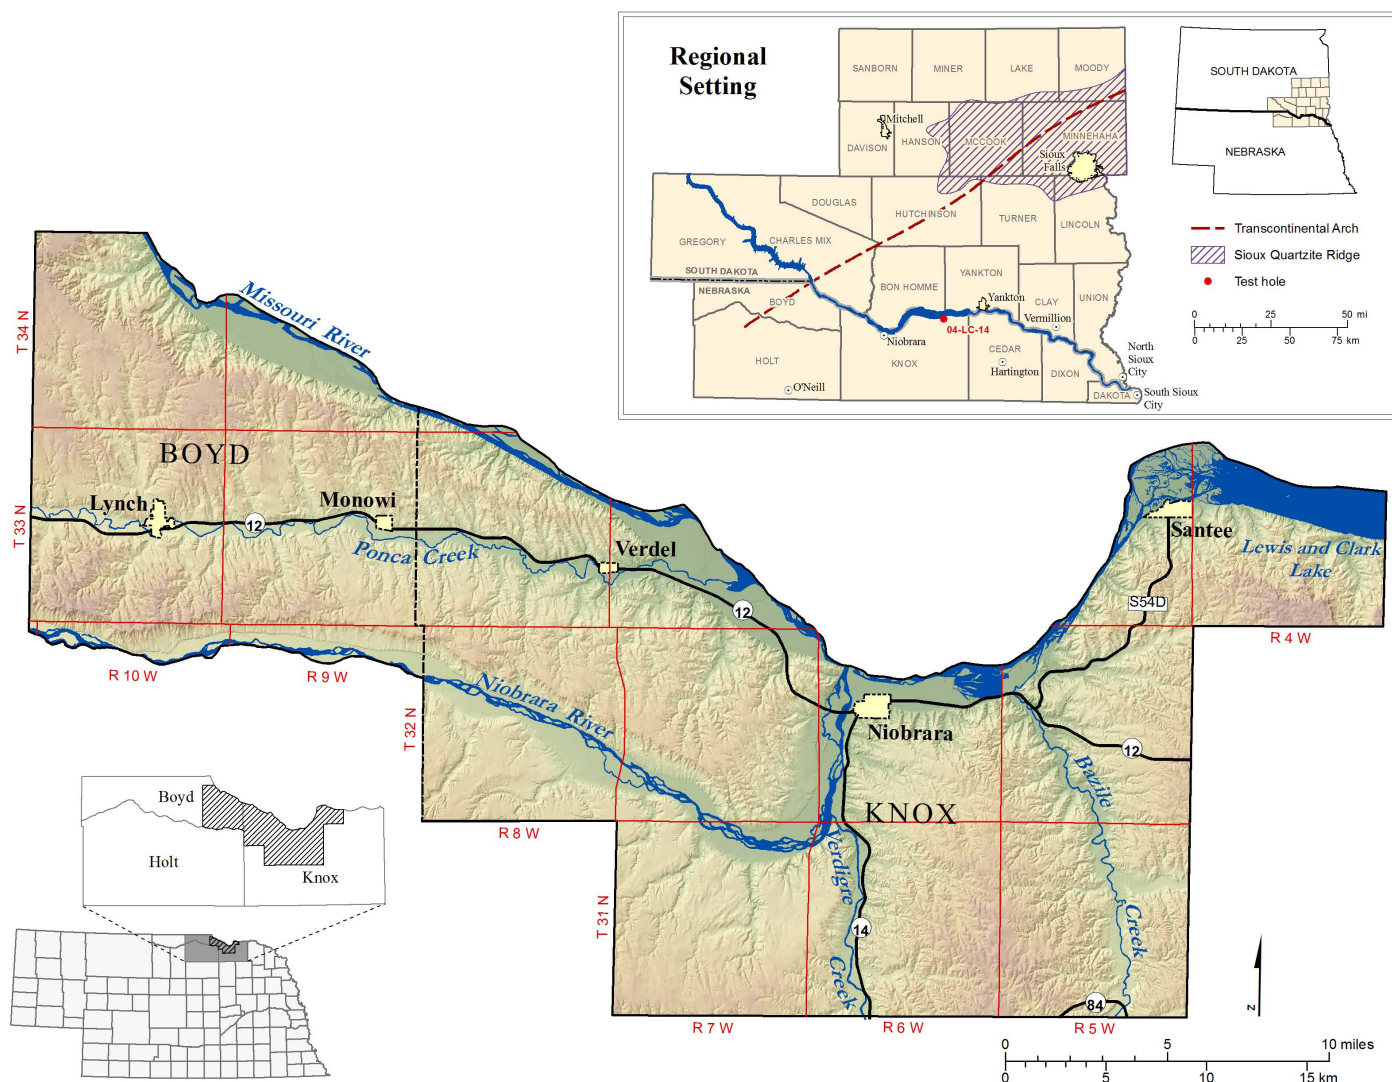 Regional
Setting
SANBORN
MINER
LAKE
MOODY
Mitchell
DAVISON
HANSON
MCCOOK
MINNEHAHA
Sioux
Falls
DOUGLAS
HUTCHINSON
TURNER
LINCOLN
GREGORY
CHARLES MIX
SOUTH DAKOTA
NEBRASKA
YANKTON
BON HOMME
BOYD
Yankton
CLAY
UNION
Vermillion
04-LC-14
Niobrara
HOLT
KNOX
CEDAR
Hartington
DIXON
North
Sioux
City
O'Neill
DAKOTA
South Sioux
City
SOUTH DAKOTA
NEBRASKA
Transcontinental Arch
Sioux Quartzite Ridge
Test hole
0 25 50 mi
0 25 50 75 km
Missouri River
T 34 N
BOYD
Lynch
Monowi
12
T 33 N
Ponca Creek
Verdel
12
Santee
Lewis and Clark
Lake
S54D
R 10 W
R 9 W
R 4 W
Niobrara River
T 32 N
Niobrara
12
Bazile
Creek
KNOX
R 8 W
Verdigre
Creek
T 31 N
14
84
R 7 W
R 6 W
R 5 W
Boyd
Holt
Knox
N
0 5 10 miles
0 5 10 15 km